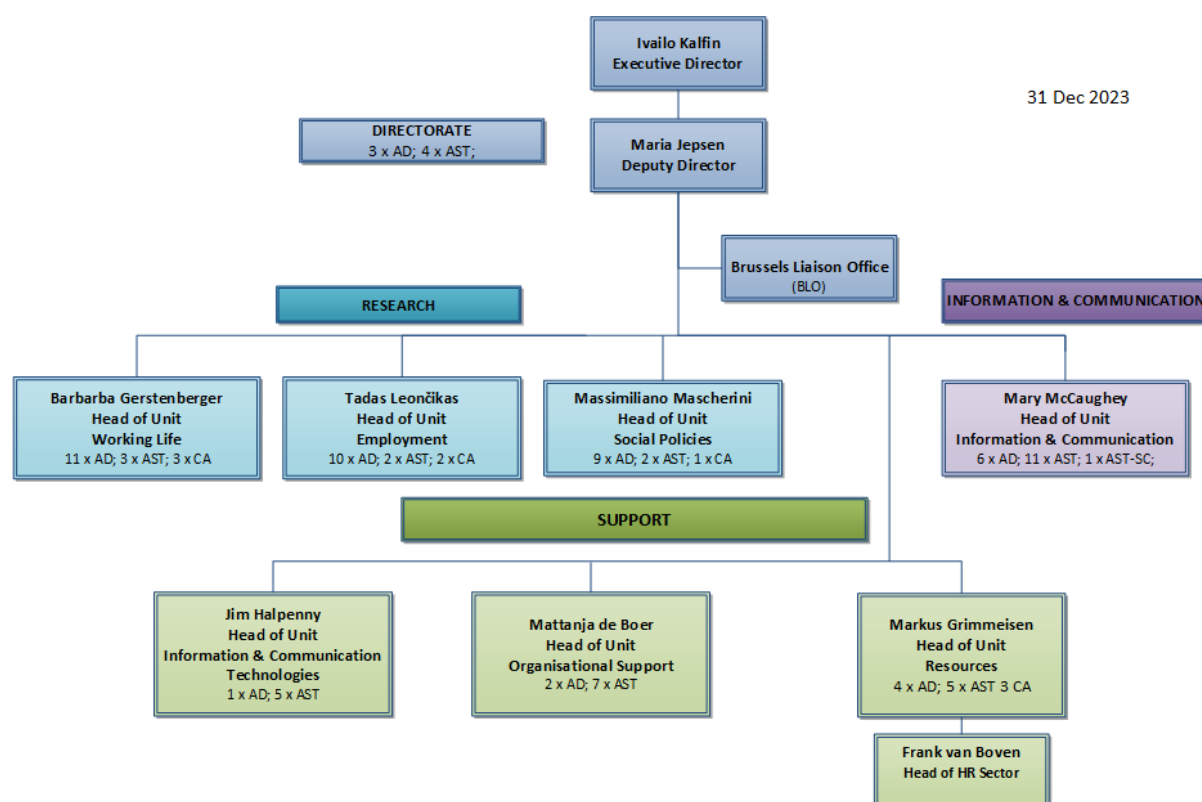 Ivailo Kalfin
Executive Director
31 Dec 2023
DIRECTORATE
3 x AD; 4 x AST;
Maria Jepsen
Deputy Director
Brussels Liaison Office
(BLO)
RESEARCH
INFORMATION & COMMUNICATION
Barbarba Gerstenberger
Head of Unit
Working Life
11 x AD; 3 x AST; 3 x CA
Tadas Leončikas
Head of Unit
Employment
10 x AD; 2 x AST; 2 x CA
Massimiliano Mascherini
Head of Unit
Social Policies
9 x AD; 2 x AST; 1 x CA
Mary McCaughey
Head of Unit
Information & Communication
6 x AD; 11 x AST; 1 x AST-SC;
SUPPORT
Jim Halpenny
Head of Unit
Information & Communication
Technologies
1 x AD; 5 x AST
Mattanja de Boer
Head of Unit
Organisational Support
2 x AD; 7 x AST
Markus Grimmeisen
Head of Unit
Resources
4 x AD; 5 x AST 3 CA
Frank van Boven
Head of HR Sector